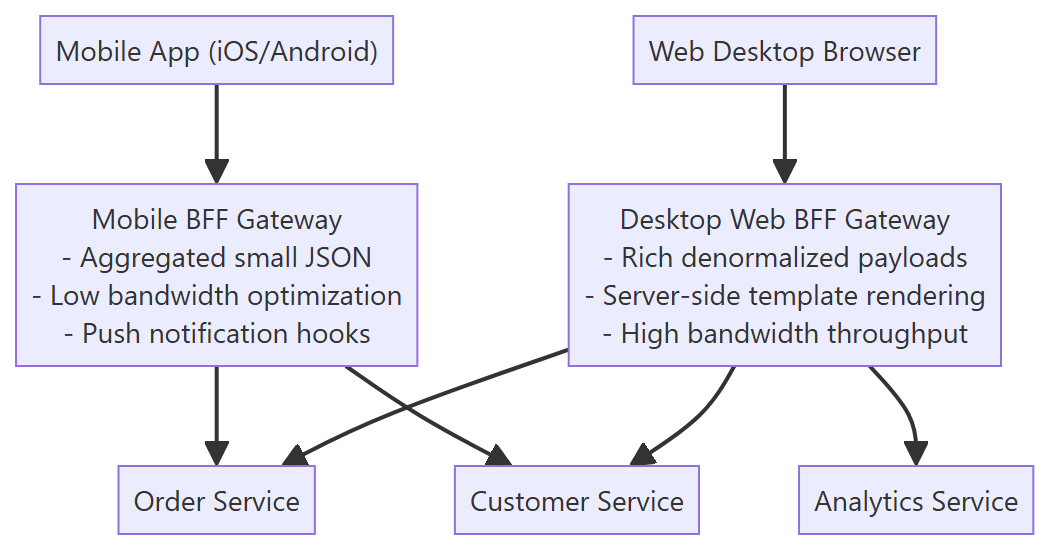 Mobile App (iOS/Android)
Web Desktop Browser
Mobile BFF Gateway
- Aggregated small JSON
- Low bandwidth optimization
- Push notification hooks
Desktop Web BFF Gateway
- Rich denormalized payloads
- Server-side template rendering
- High bandwidth throughput
Order Service
Customer Service
Analytics Service